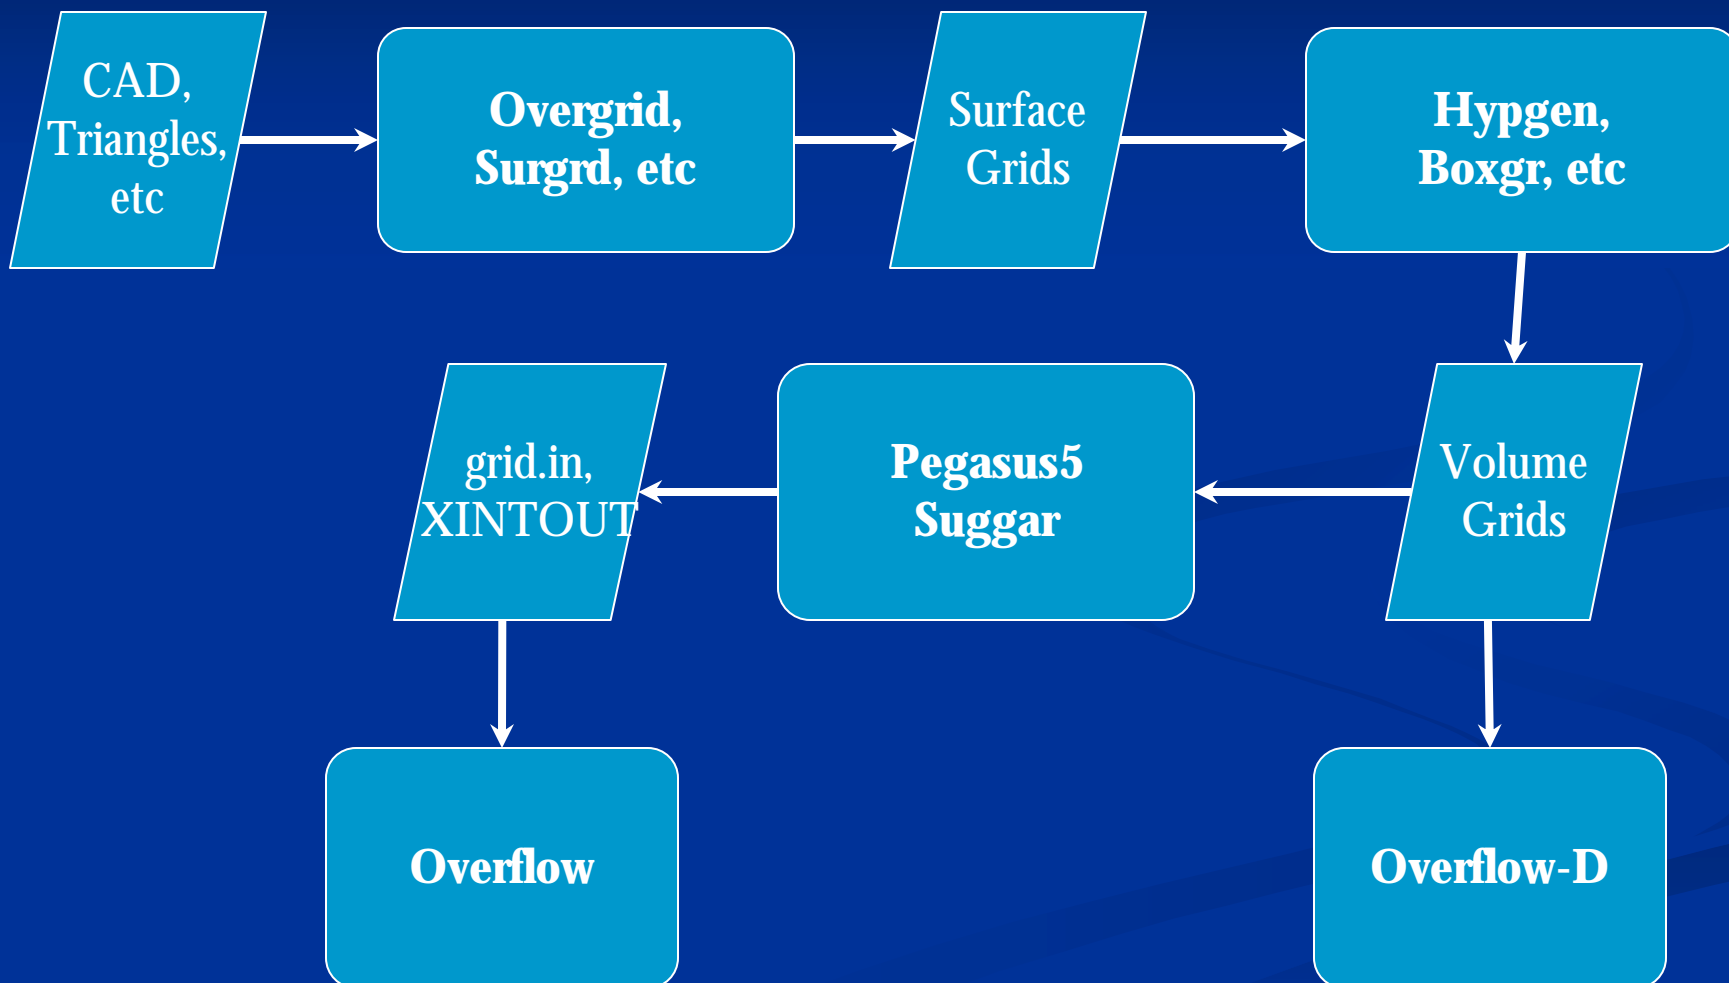 CAD,
Triangles,
etc
Overgrid,
Surgrd, etc
Surface
Grids
Hypgen,
Boxgr, etc
grid.in,
XINTOUT
Pegasus5
Suggar
Volume
Grids
Overflow
Overflow-D